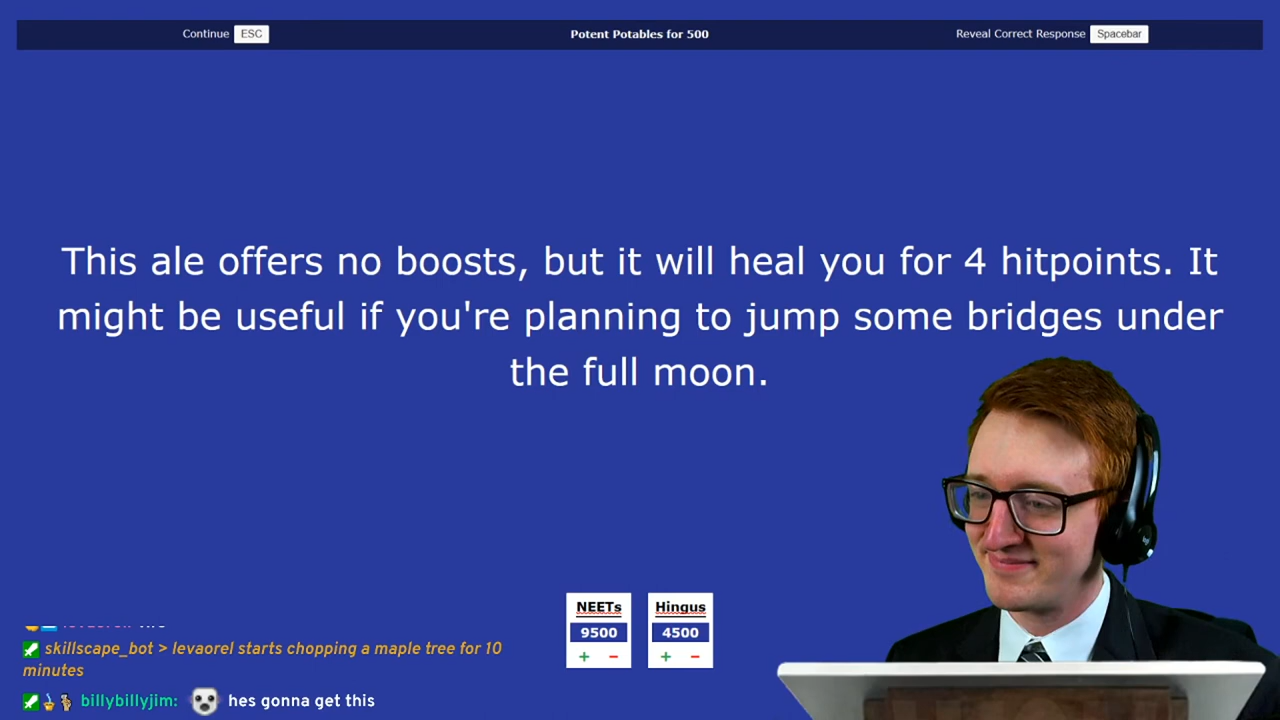 Continue ESC
Potent Potables for 500
Reveal Correct Response Spacebar
This ale offers no boosts, but it will heal you for 4 hitpoints. It
might be useful if you're planning to jump some bridges under
the full moon.
NEETs
9500
+ −
Hingus
4500
+ −
skillscape_bot > levaorel starts chopping a maple tree for 10
minutes
billybillyjim: hes gonna get this